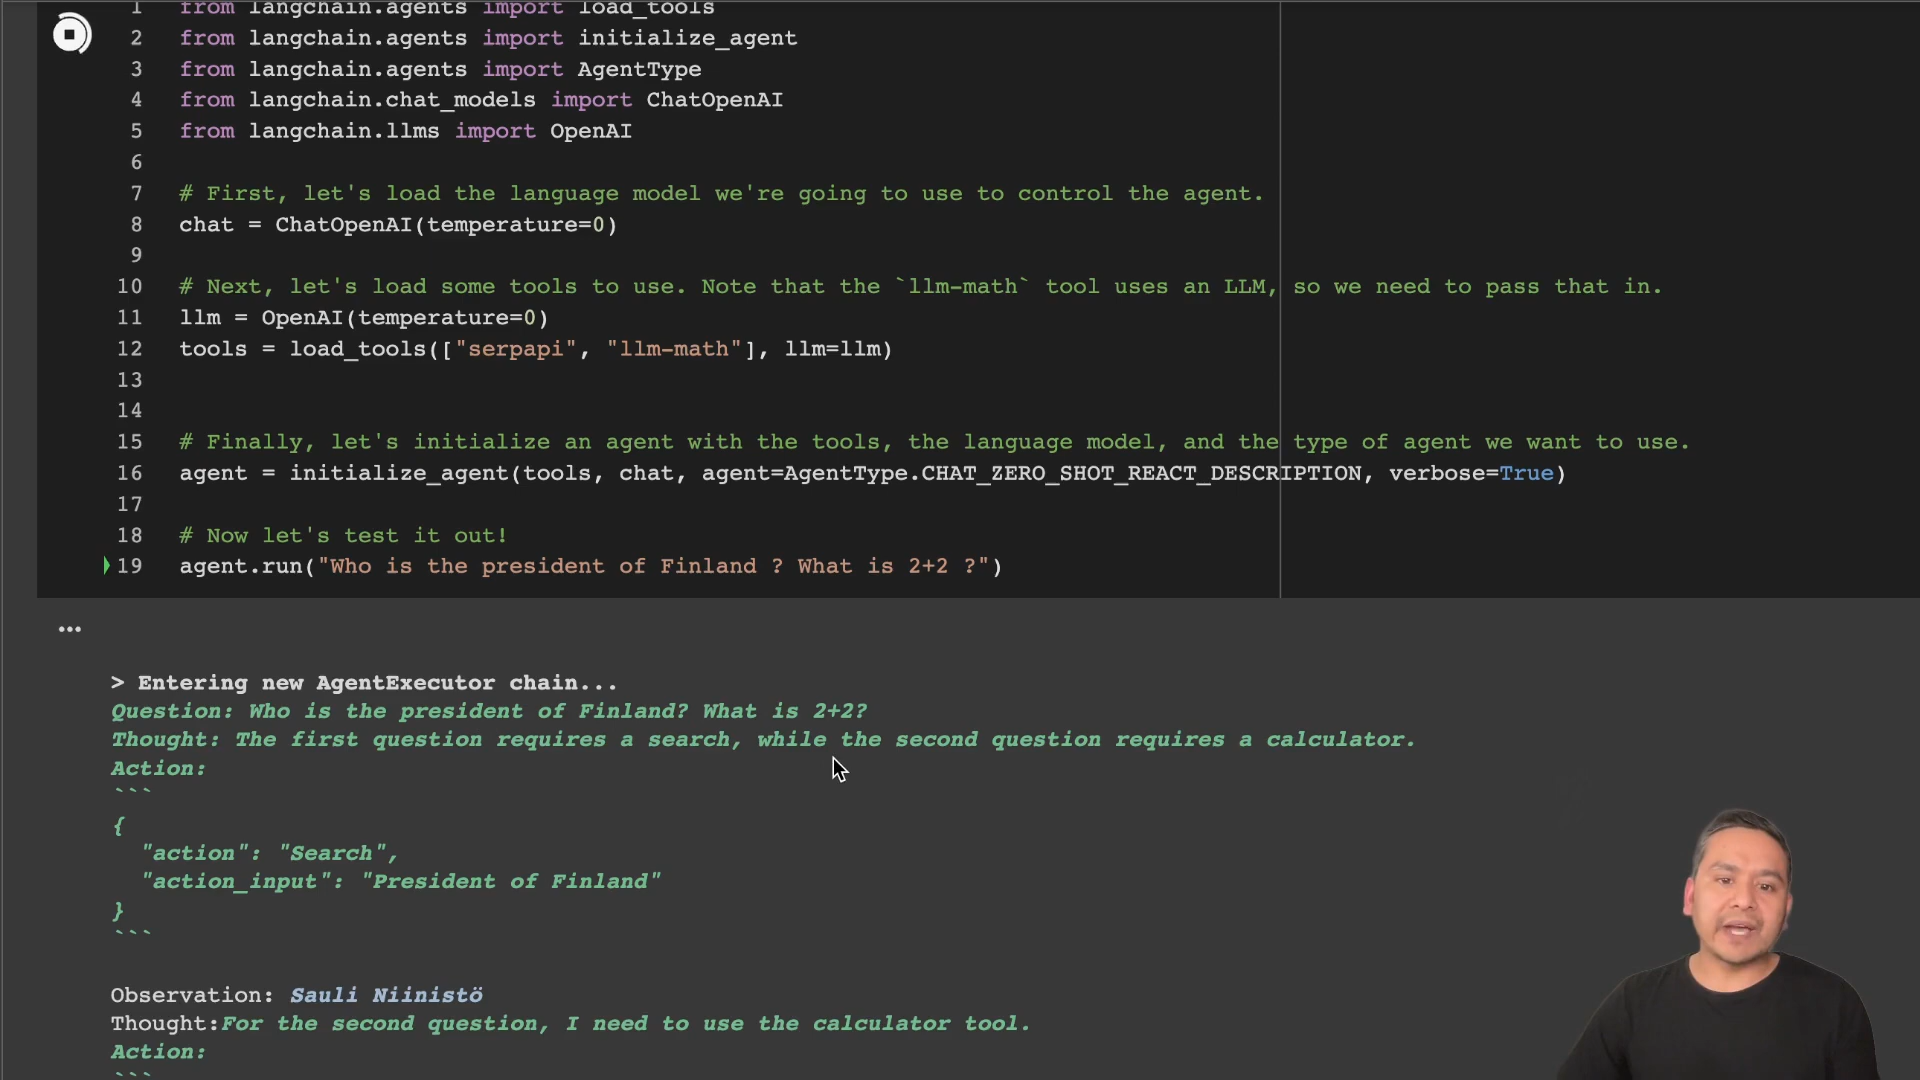 1 from langchain.agents import load_tools
2 from langchain.agents import initialize_agent
3 from langchain.agents import AgentType
4 from langchain.chat_models import ChatOpenAI
5 from langchain.llms import OpenAI
6
7 # First, let's load the language model we're going to use to control the agent.
8 chat = ChatOpenAI(temperature=0)
9
10 # Next, let's load some tools to use. Note that the `llm-math` tool uses an LLM, so we need to pass that in.
11 llm = OpenAI(temperature=0)
12 tools = load_tools(["serpapi", "llm-math"], llm=llm)
13
14
15 # Finally, let's initialize an agent with the tools, the language model, and the type of agent we want to use.
16 agent = initialize_agent(tools, chat, agent=AgentType.CHAT_ZERO_SHOT_REACT_DESCRIPTION, verbose=True)
17
18 # Now let's test it out!
19 agent.run("Who is the president of Finland ? What is 2+2 ?")
...
> Entering new AgentExecutor chain...
Question: Who is the president of Finland? What is 2+2?
Thought: The first question requires a search, while the second question requires a calculator.
Action:
```
{
  "action": "Search",
  "action_input": "President of Finland"
}
```
Observation: Sauli Niinistö
Thought:For the second question, I need to use the calculator tool.
Action:
```